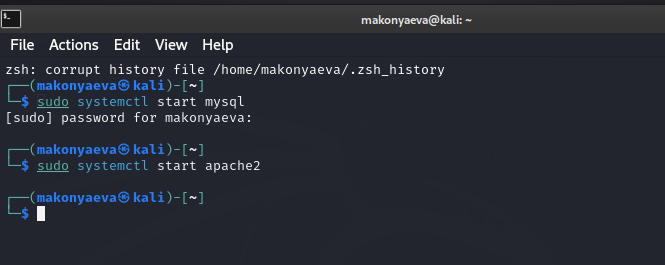 makonyaeva@kali: ~
File Actions Edit View Help
zsh: corrupt history file /home/makonyaeva/.zsh_history
┌──(makonyaeva㉿kali)-[~]
└─$ sudo systemctl start mysql
[sudo] password for makonyaeva:
┌──(makonyaeva㉿kali)-[~]
└─$ sudo systemctl start apache2
┌──(makonyaeva㉿kali)-[~]
└─$